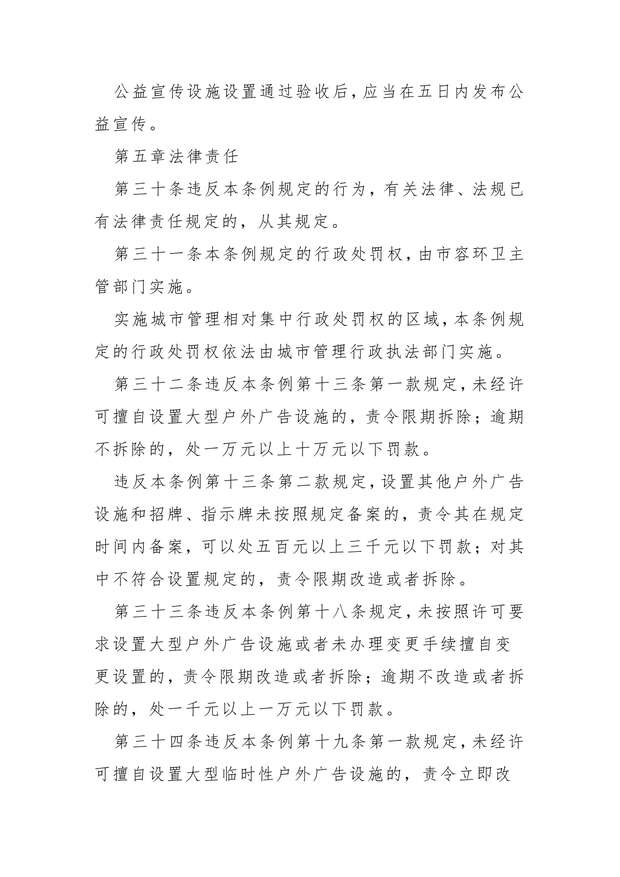 公益宣传设施设置通过验收后，应当在五日内发布公
益宣传。
第五章法律责任
第三十条违反本条例规定的行为，有关法律、法规已
有法律责任规定的，从其规定。
第三十一条本条例规定的行政处罚权，由市容环卫主
管部门实施。
实施城市管理相对集中行政处罚权的区域，本条例规
定的行政处罚权依法由城市管理行政执法部门实施。
第三十二条违反本条例第十三条第一款规定，未经许
可擅自设置大型户外广告设施的，责令限期拆除；逾期
不拆除的，处一万元以上十万元以下罚款。
违反本条例第十三条第二款规定，设置其他户外广告
设施和招牌、指示牌未按照规定备案的，责令其在规定
时间内备案，可以处五百元以上三千元以下罚款；对其
中不符合设置规定的，责令限期改造或者拆除。
第三十三条违反本条例第十八条规定，未按照许可要
求设置大型户外广告设施或者未办理变更手续擅自变
更设置的，责令限期改造或者拆除；逾期不改造或者拆
除的，处一千元以上一万元以下罚款。
第三十四条违反本条例第十九条第一款规定，未经许
可擅自设置大型临时性户外广告设施的，责令立即改